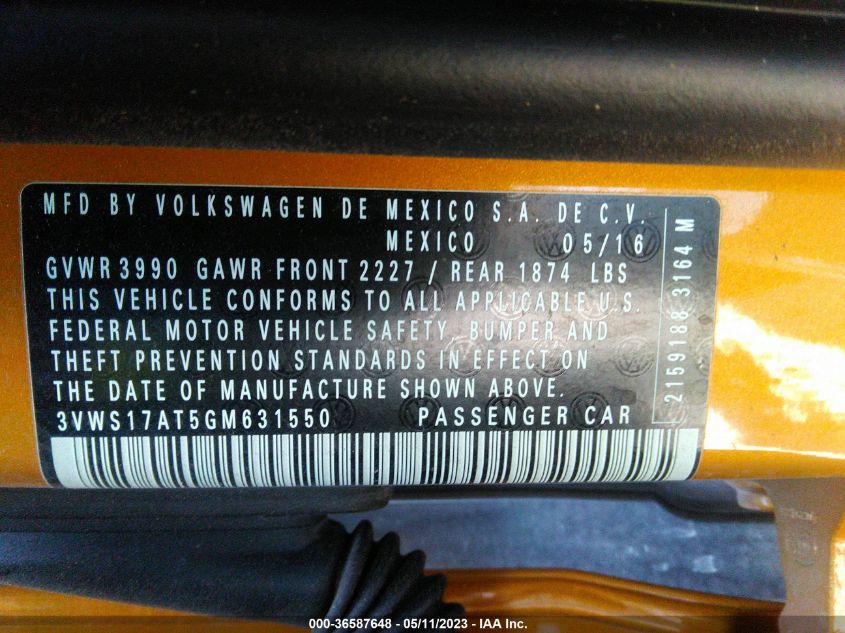 MFD BY VOLKSWAGEN DE MEXICO S.A. DE C.V.
MEXICO 05/16
GVWR 3990 GAWR FRONT 2227 / REAR 1874 LBS
THIS VEHICLE CONFORMS TO ALL APPLICABLE U.S.
FEDERAL MOTOR VEHICLE SAFETY, BUMPER AND
THEFT PREVENTION STANDARDS IN EFFECT ON
THE DATE OF MANUFACTURE SHOWN ABOVE.
3VWS17AT5GM631550 PASSENGER CAR
2159188 3164 M
000-36587648 - 05/11/2023 - IAA Inc.